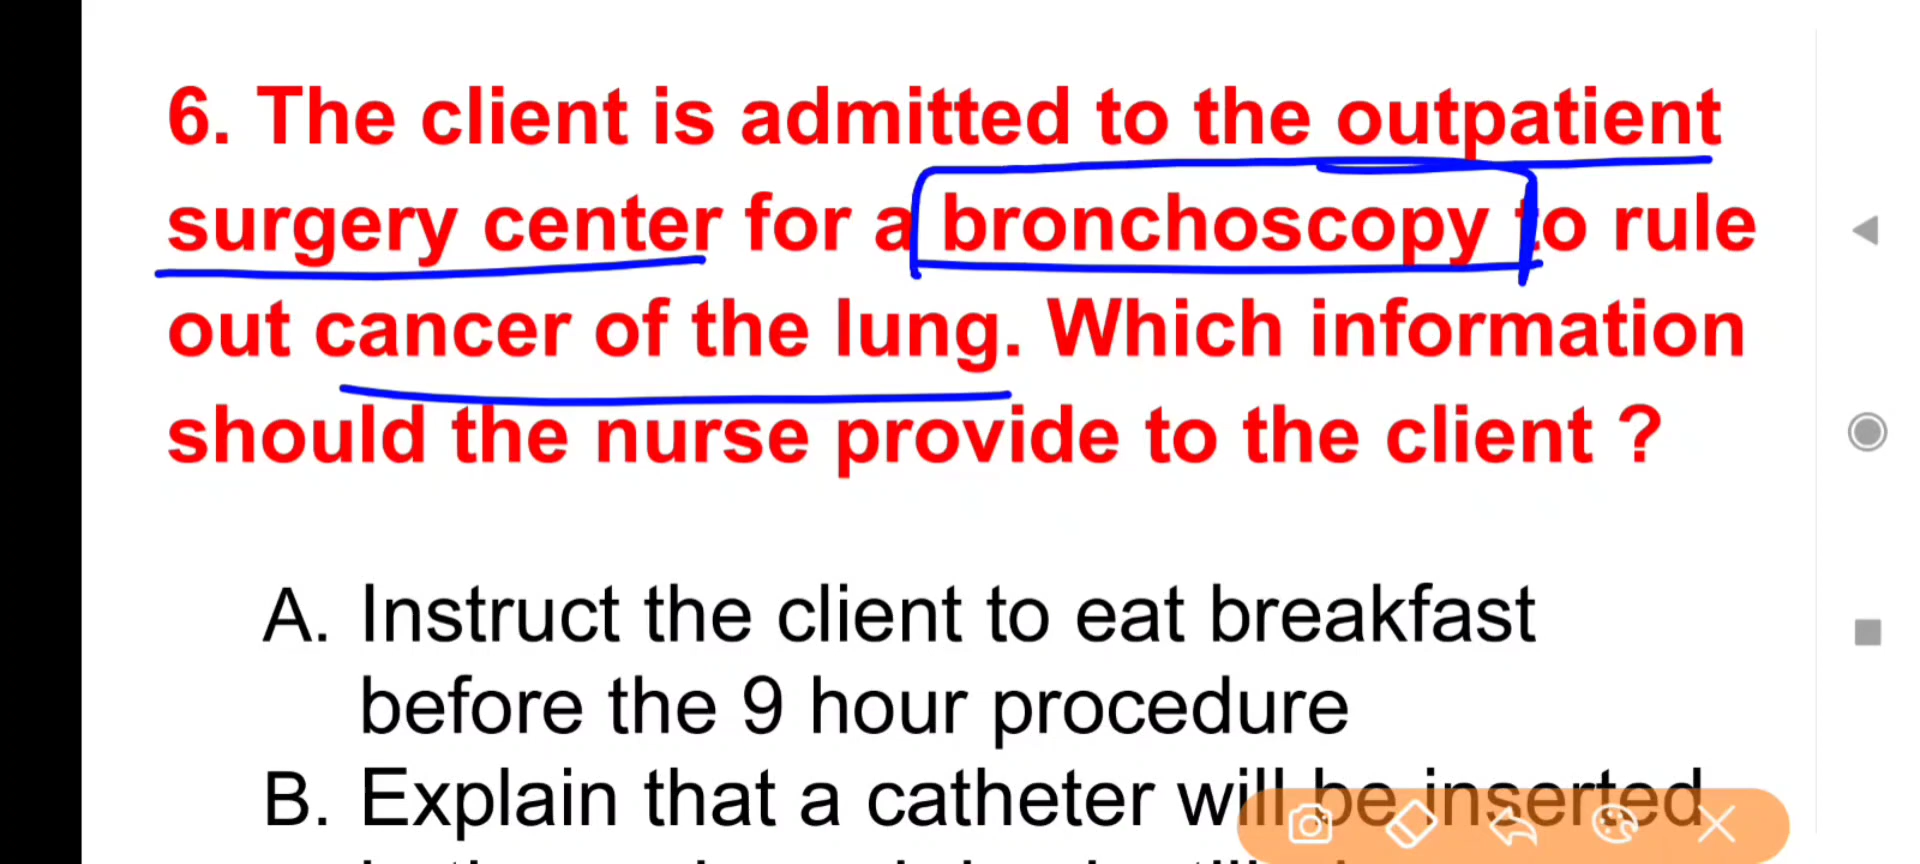 6. The client is admitted to the outpatient
surgery center for a bronchoscopy to rule
out cancer of the lung. Which information
should the nurse provide to the client ?
A. Instruct the client to eat breakfast
before the 9 hour procedure
B. Explain that a catheter will be inserted